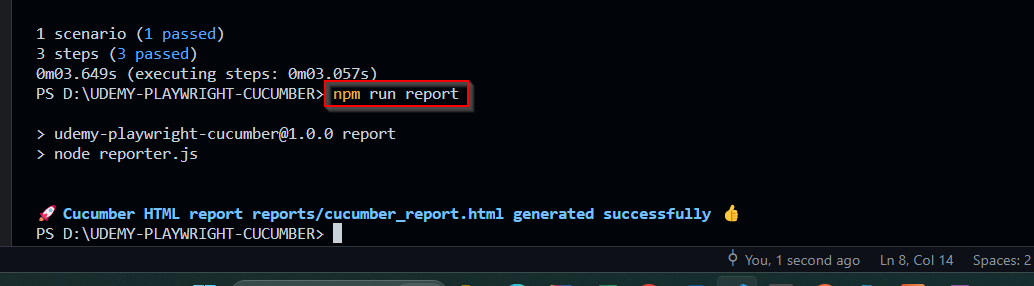 1 scenario (1 passed)
3 steps (3 passed)
0m03.649s (executing steps: 0m03.057s)
PS D:\UDEMY-PLAYWRIGHT-CUCUMBER> npm run report
> udemy-playwright-cucumber@1.0.0 report
> node reporter.js
🚀 Cucumber HTML report reports/cucumber_report.html generated successfully 👍
PS D:\UDEMY-PLAYWRIGHT-CUCUMBER>
You, 1 second ago Ln 8, Col 14 Spaces: 2